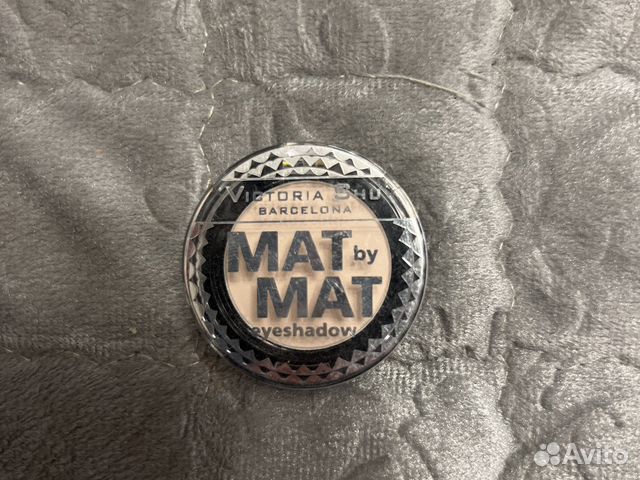 VICTORIA SHU
BARCELONA
MAT by
MAT
eyeshadow
Avito